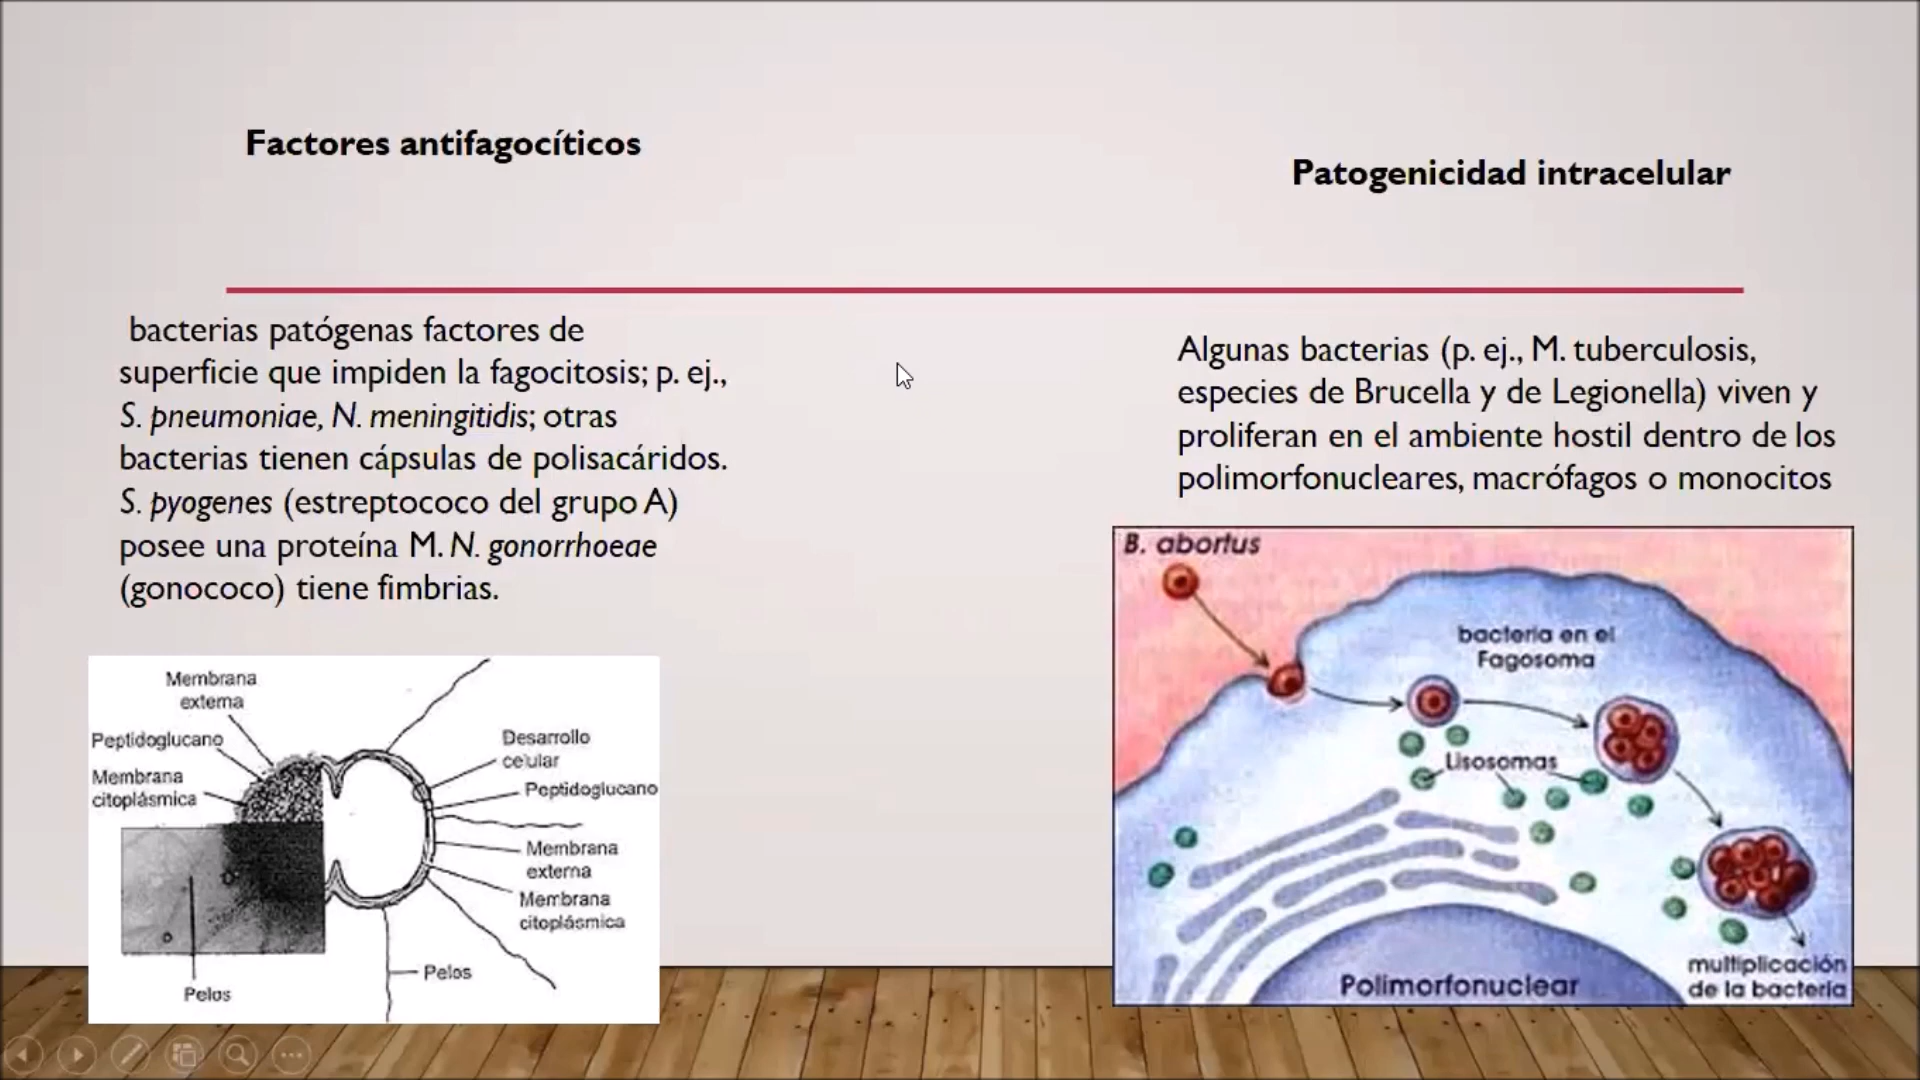 Factores antifagocíticos
bacterias patógenas factores de
superficie que impiden la fagocitosis; p. ej.,
S. pneumoniae, N. meningitidis; otras
bacterias tienen cápsulas de polisacáridos.
S. pyogenes (estreptococo del grupo A)
posee una proteína M. N. gonorrhoeae
(gonococo) tiene fimbrias.
Membrana
externa
Peptidoglucano
Membrana
citoplásmica
Pelos
Desarrollo
celular
Peptidoglucano
Membrana
externa
Membrana
citoplásmica
Pelos
Patogenicidad intracelular
Algunas bacterias (p. ej., M. tuberculosis,
especies de Brucella y de Legionella) viven y
proliferan en el ambiente hostil dentro de los
polimorfonucleares, macrófagos o monocitos
B. abortus
bacteria en el
Fagosoma
Lisosomas
Polimorfonuclear
multiplicación
de la bacteria